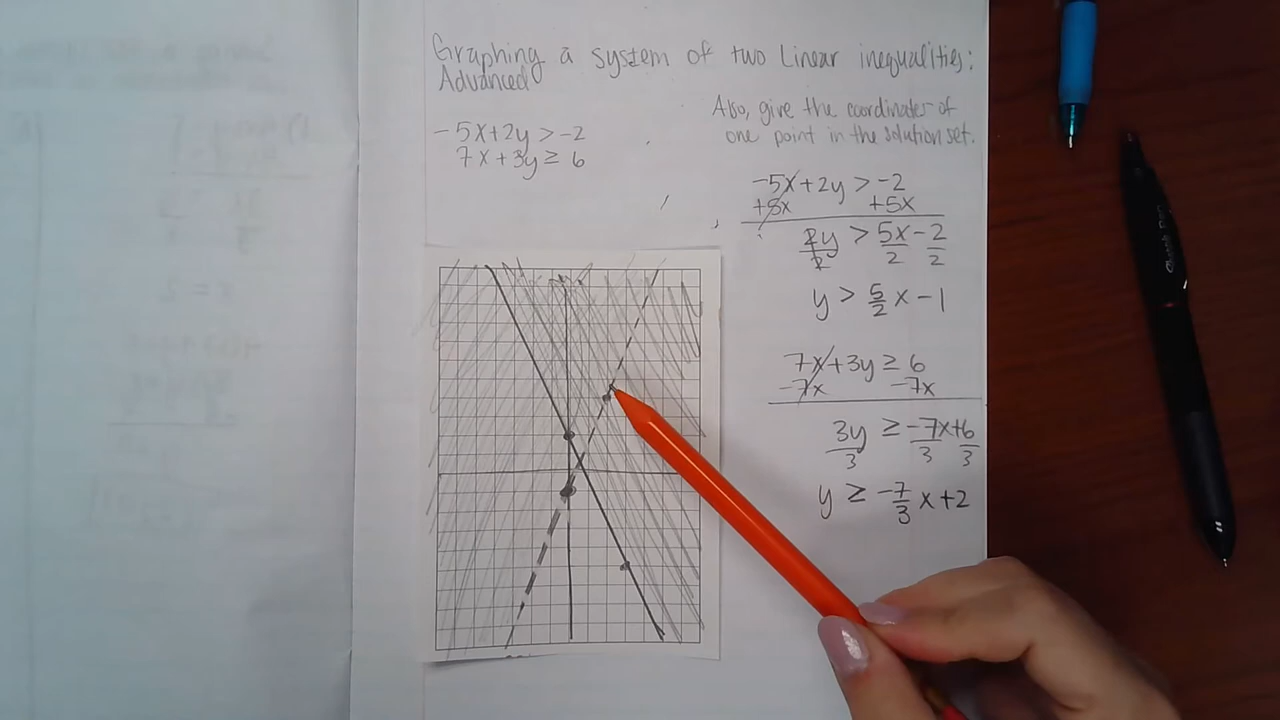 Graphing a system of two Linear inequalities:
Advanced
Also, give the coordinates of
one point in the solution set.
-5x+2y > -2
7x+3y ≥ 6
-5x+2y > -2
+5x +5x
2y/2 > 5x/2 - 2/2
y > 5/2 x - 1
7x+3y ≥ 6
-7x -7x
3y/3 ≥ -7x/3 + 6/3
y ≥ -7/3 x + 2